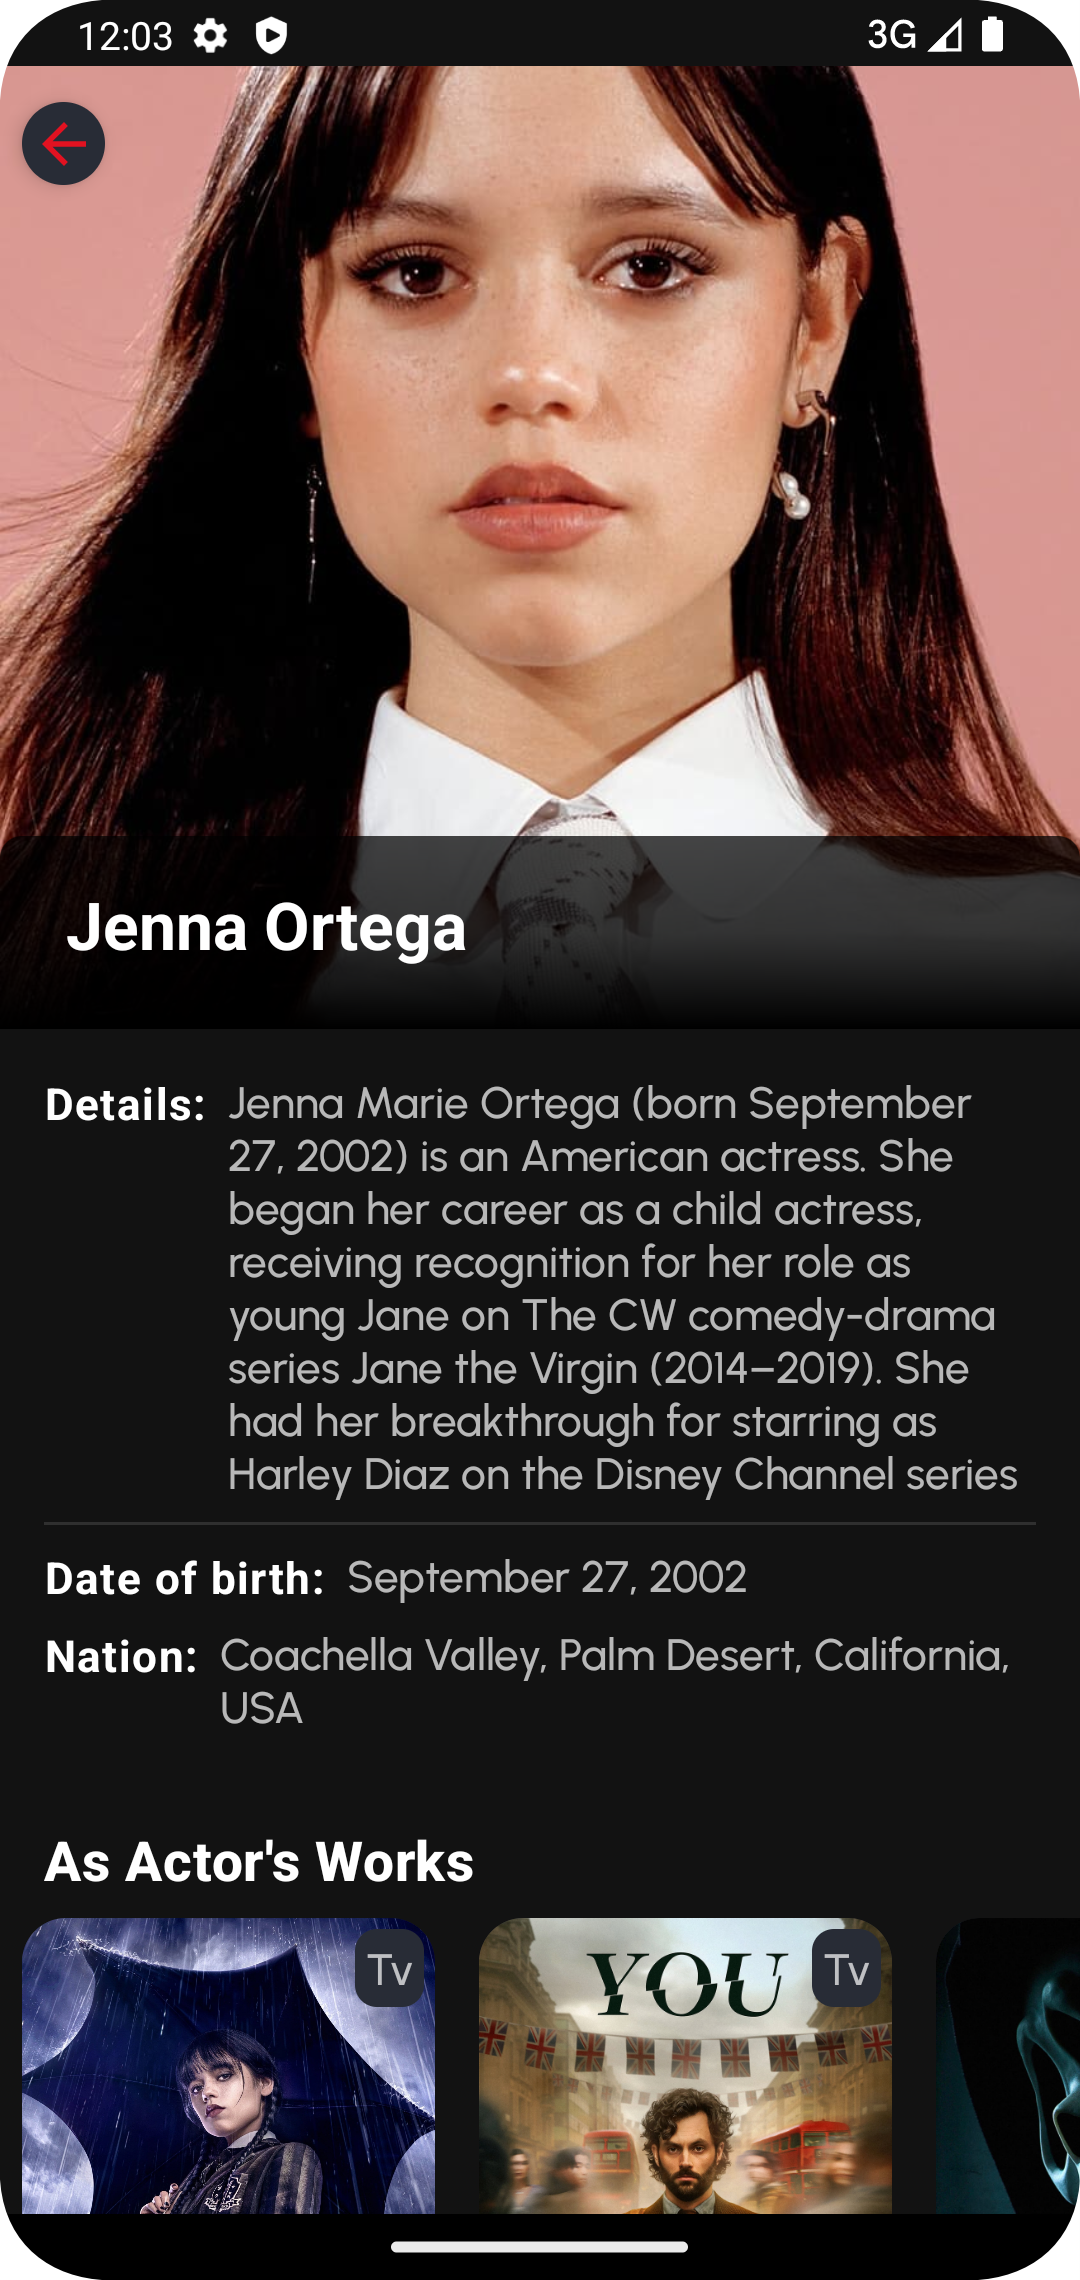 12:03
3G
Jenna Ortega
Details:
Jenna Marie Ortega (born September
27, 2002) is an American actress. She
began her career as a child actress,
receiving recognition for her role as
young Jane on The CW comedy-drama
series Jane the Virgin (2014–2019). She
had her breakthrough for starring as
Harley Diaz on the Disney Channel series
Date of birth: September 27, 2002
Nation: Coachella Valley, Palm Desert, California,
USA
As Actor's Works
Tv
YOU
Tv